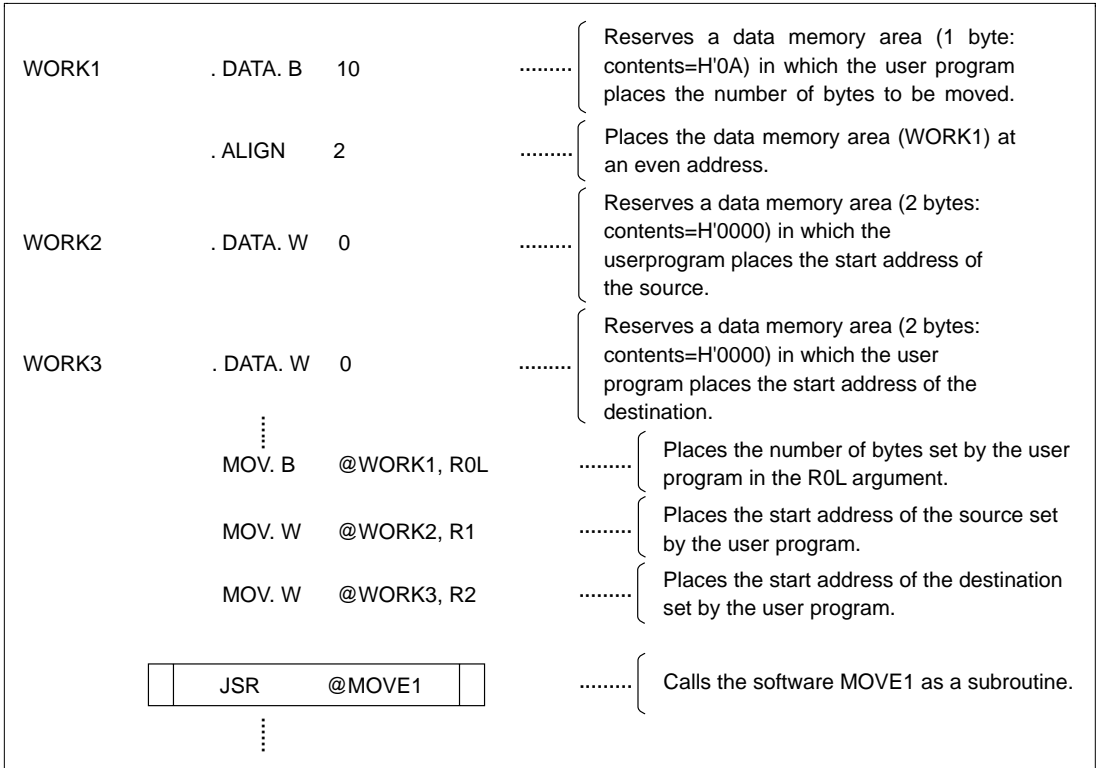 WORK1 . DATA. B 10 ......... Reserves a data memory area (1 byte:
contents=H'0A) in which the user program
places the number of bytes to be moved.
. ALIGN 2 ......... Places the data memory area (WORK1) at
an even address.
Reserves a data memory area (2 bytes:
WORK2 . DATA. W 0 ......... contents=H'0000) in which the
userprogram places the start address of
the source.
Reserves a data memory area (2 bytes:
WORK3 . DATA. W 0 ......... contents=H'0000) in which the user
program places the start address of the
destination.
MOV. B @WORK1, R0L ......... Places the number of bytes set by the user
program in the R0L argument.
MOV. W @WORK2, R1 ......... Places the start address of the source set
by the user program.
MOV. W @WORK3, R2 ......... Places the start address of the destination
set by the user program.
JSR @MOVE1 ......... Calls the software MOVE1 as a subroutine.